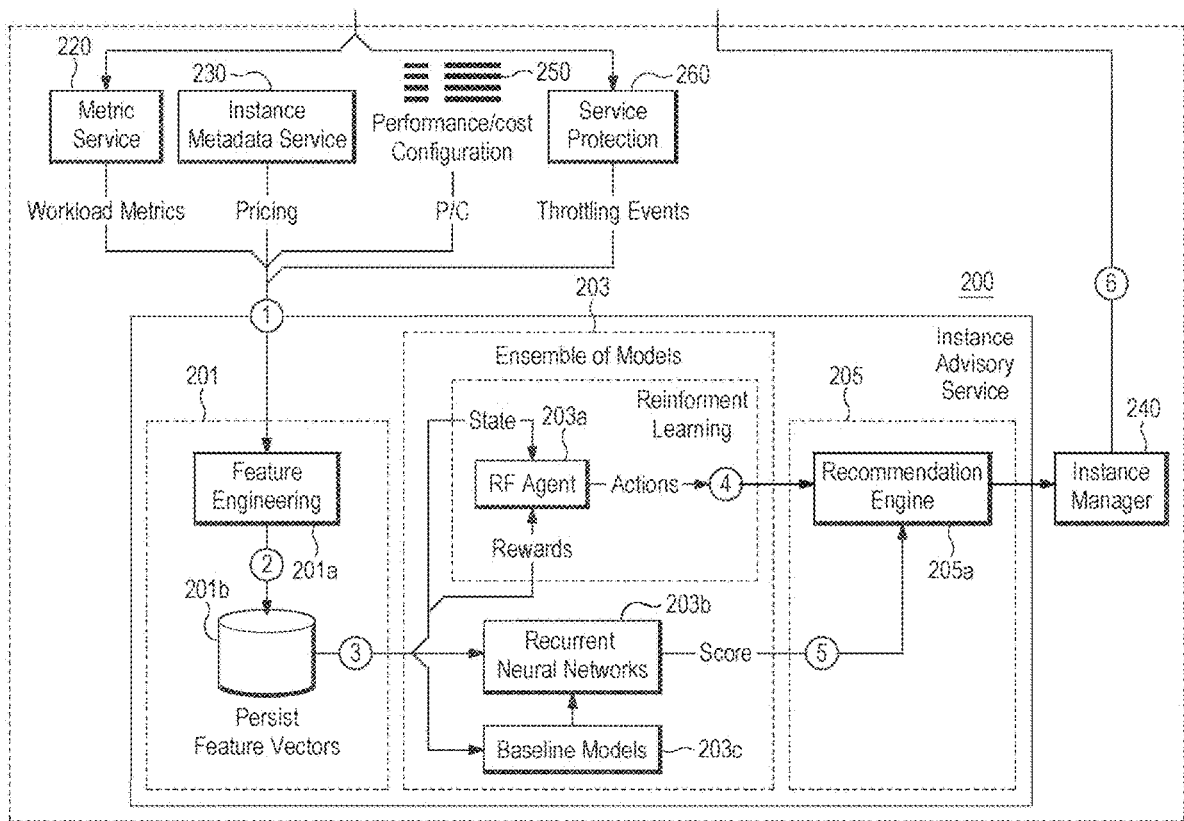 220
230
250
260
Metric
Service
Instance
Metadata Service
Performance/cost
Configuration
Service
Protection
Workload Metrics
Pricing
P/C
Throttling Events
203
200
6
1
Ensemble of Models
Instance
Advisory
Service
201
205
240
State
203a
Reinforment
Learning
Feature
Engineering
RF Agent
Actions
4
Recommendation
Engine
Instance
Manager
Rewards
2
201a
205a
201b
203b
3
Recurrent
Neural Networks
Score
5
Persist
Feature Vectors
Baseline Models
203c